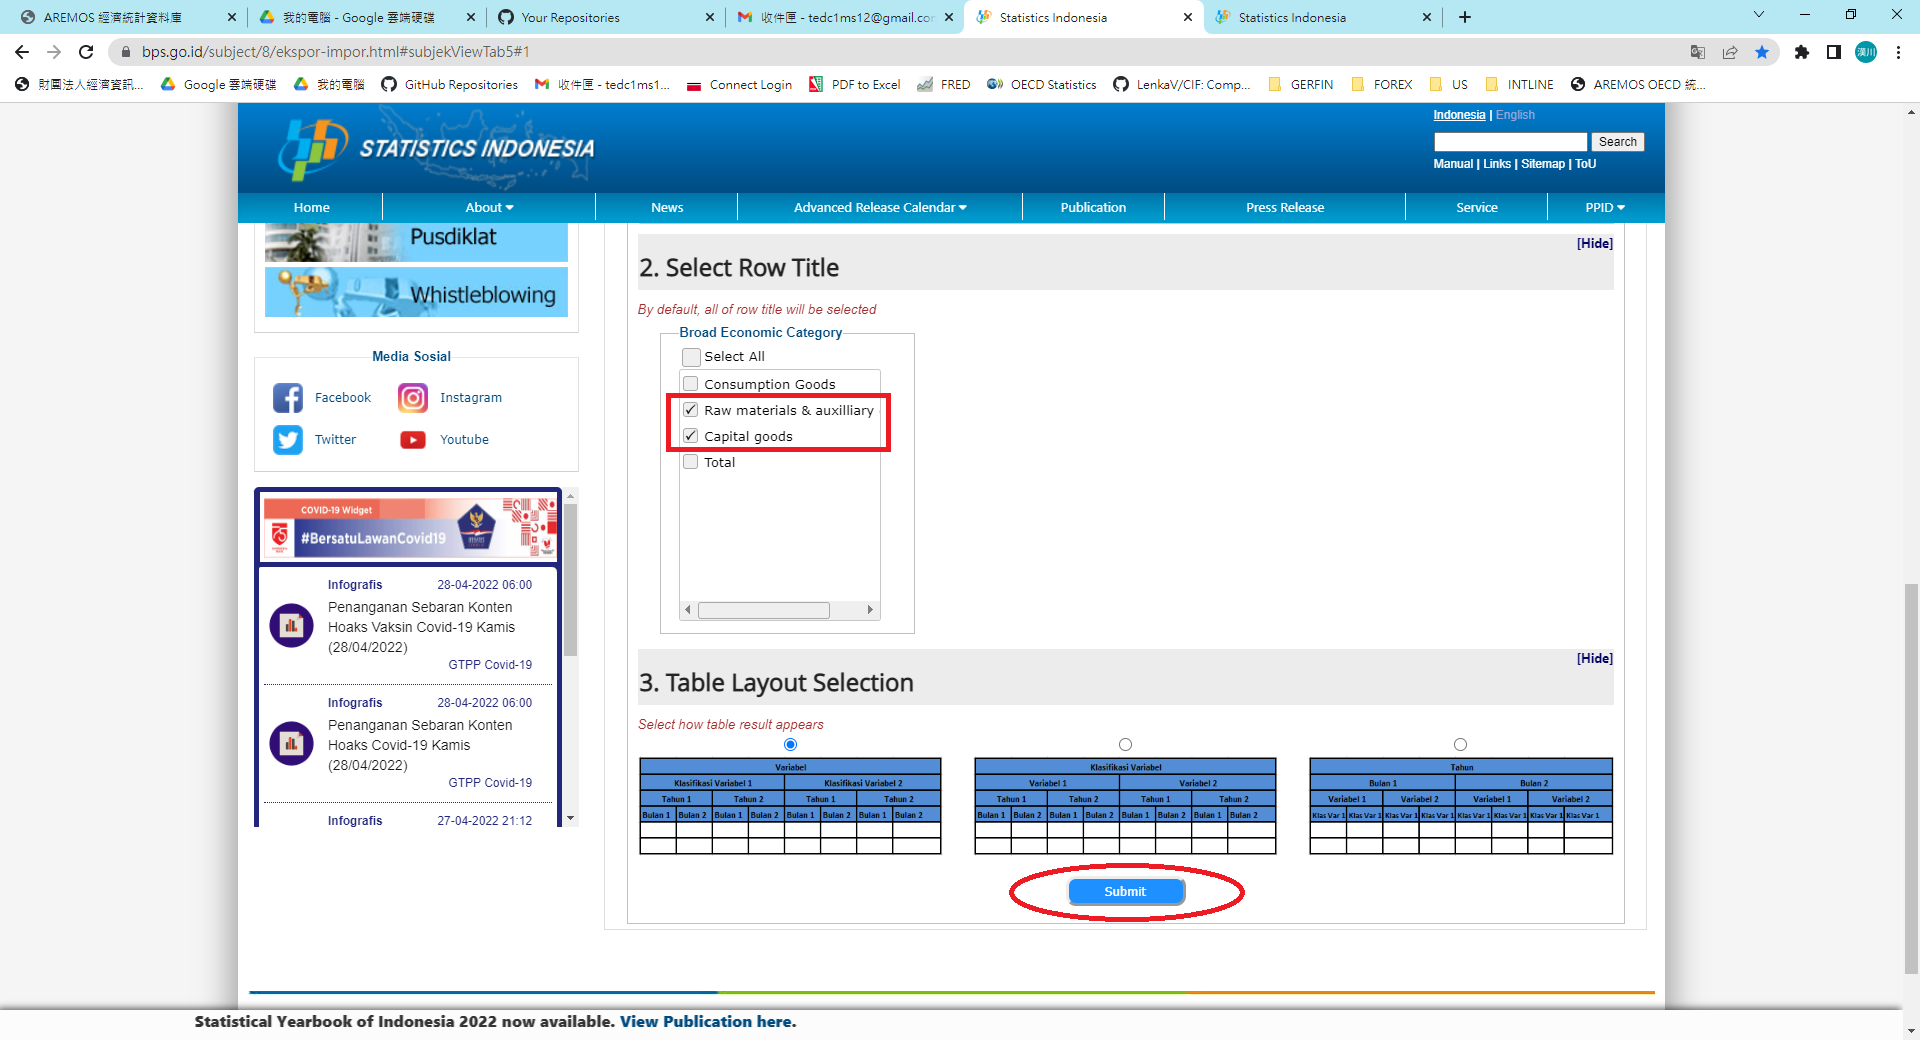 AREMOS 經濟統計資料庫
我的電腦 - Google 雲端硬碟
Your Repositories
收件匣 - tedc1ms12@gmail.co
Statistics Indonesia
Statistics Indonesia
bps.go.id/subject/8/ekspor-impor.html#subjekViewTab5#1
漢川
財團法人經濟資訊...
Google 雲端硬碟
我的電腦
GitHub Repositories
收件匣 - tedc1ms1...
Connect Login
PDF to Excel
FRED
OECD Statistics
LenkaV/CIF: Comp...
GERFIN
FOREX
US
INTLINE
AREMOS OECD 統...
STATISTICS INDONESIA
Indonesia | English
Search
Manual | Links | Sitemap | ToU
Home
About
News
Advanced Release Calendar
Publication
Press Release
Service
PPID
Pusdiklat
Whistleblowing
Media Sosial
Facebook
Instagram
Twitter
Youtube
COVID-19 Widget
#BersatuLawanCovid19
Infografis 28-04-2022 06:00
Penanganan Sebaran Konten
Hoaks Vaksin Covid-19 Kamis
(28/04/2022)
GTPP Covid-19
Infografis 28-04-2022 06:00
Penanganan Sebaran Konten
Hoaks Covid-19 Kamis
(28/04/2022)
GTPP Covid-19
Infografis 27-04-2022 21:12
[Hide]
2. Select Row Title
By default, all of row title will be selected
Broad Economic Category
Select All
Consumption Goods
Raw materials & auxilliary
Capital goods
Total
[Hide]
3. Table Layout Selection
Select how table result appears
Variabel
Klasifikasi Variabel 1 Klasifikasi Variabel 2
Tahun 1 Tahun 2 Tahun 1 Tahun 2
Bulan 1 Bulan 2 Bulan 1 Bulan 2 Bulan 1 Bulan 2 Bulan 1 Bulan 2
Klasifikasi Variabel
Variabel 1 Variabel 2
Tahun 1 Tahun 2 Tahun 1 Tahun 2
Bulan 1 Bulan 2 Bulan 1 Bulan 2 Bulan 1 Bulan 2 Bulan 1 Bulan 2
Tahun
Bulan 1 Bulan 2
Variabel 1 Variabel 2 Variabel 1 Variabel 2
Klas Var 1 Klas Var 1 Klas Var 1 Klas Var 1 Klas Var 1 Klas Var 1 Klas Var 1 Klas Var 1
Submit
Statistical Yearbook of Indonesia 2022 now available. View Publication here.